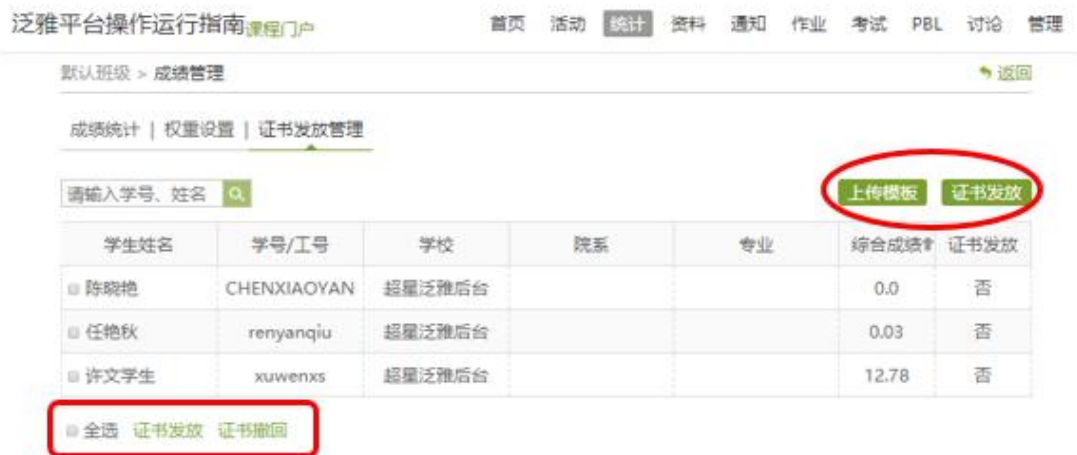 泛雅平台操作运行指南课程门户 首页 活动 统计 资料 通知 作业 考试 PBL 讨论 管理
默认班级 > 成绩管理 返回
成绩统计 | 权重设置 | 证书发放管理
请输入学号、姓名 上传模板 证书发放
学生姓名 学号/工号 学校 院系 专业 综合成绩 证书发放
陈晓艳 CHENXIAOYAN 超星泛雅后台 0.0 否
任艳秋 renyanqiu 超星泛雅后台 0.03 否
许文学生 xuwenxs 超星泛雅后台 12.78 否
全选 证书发放 证书撤回